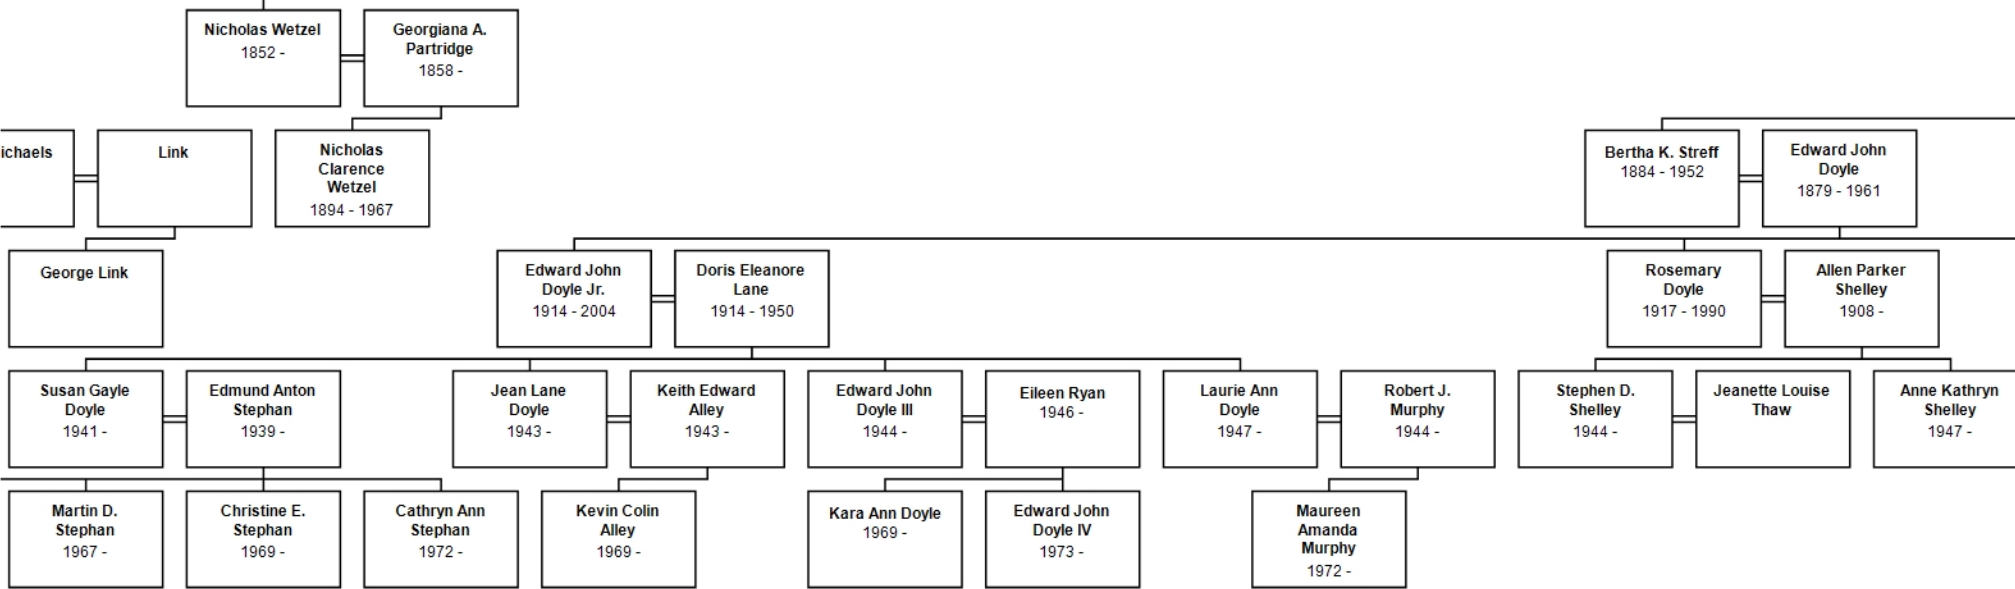 Nicholas Wetzel
1852 -
Georgiana A.
Partridge
1858 -
ichaels
Link
Nicholas
Clarence
Wetzel
1894 - 1967
Bertha K. Streff
1884 - 1952
Edward John
Doyle
1879 - 1961
George Link
Edward John
Doyle Jr.
1914 - 2004
Doris Eleanore
Lane
1914 - 1950
Rosemary
Doyle
1917 - 1990
Allen Parker
Shelley
1908 -
Susan Gayle
Doyle
1941 -
Edmund Anton
Stephan
1939 -
Jean Lane
Doyle
1943 -
Keith Edward
Alley
1943 -
Edward John
Doyle III
1944 -
Eileen Ryan
1946 -
Laurie Ann
Doyle
1947 -
Robert J.
Murphy
1944 -
Stephen D.
Shelley
1944 -
Jeanette Louise
Thaw
Anne Kathryn
Shelley
1947 -
Martin D.
Stephan
1967 -
Christine E.
Stephan
1969 -
Cathryn Ann
Stephan
1972 -
Kevin Colin
Alley
1969 -
Kara Ann Doyle
1969 -
Edward John
Doyle IV
1973 -
Maureen
Amanda
Murphy
1972 -